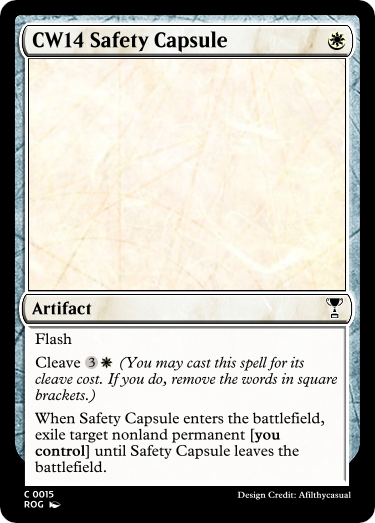 CW14 Safety Capsule
Artifact
Flash
Cleave 3 (You may cast this spell for its
cleave cost. If you do, remove the words in square
brackets.)
When Safety Capsule enters the battlefield,
exile target nonland permanent [you
control] until Safety Capsule leaves the
battlefield.
C 0015
ROG
Design Credit: Afilthycasual